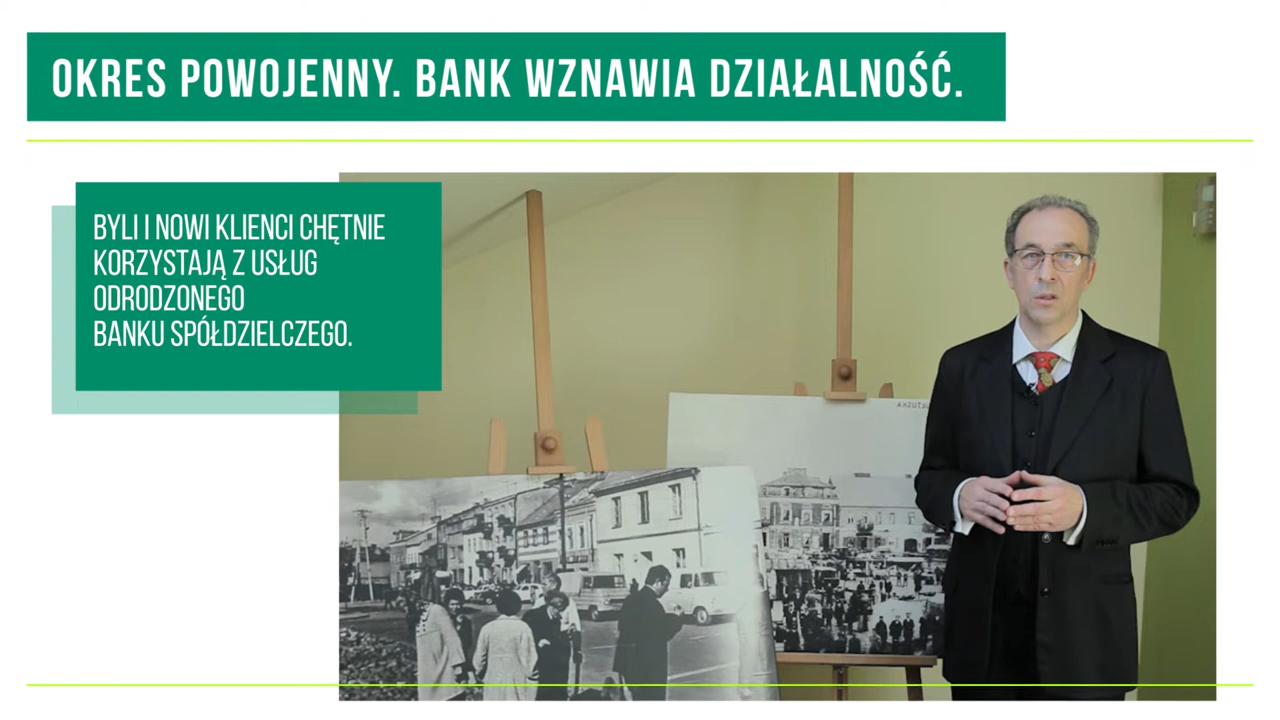 OKRES POWOJENNY. BANK WZNAWIA DZIAŁALNOŚĆ.
BYLI I NOWI KLIENCI CHĘTNIE
KORZYSTAJĄ Z USŁUG
ODRODZONEGO
BANKU SPÓŁDZIELCZEGO.